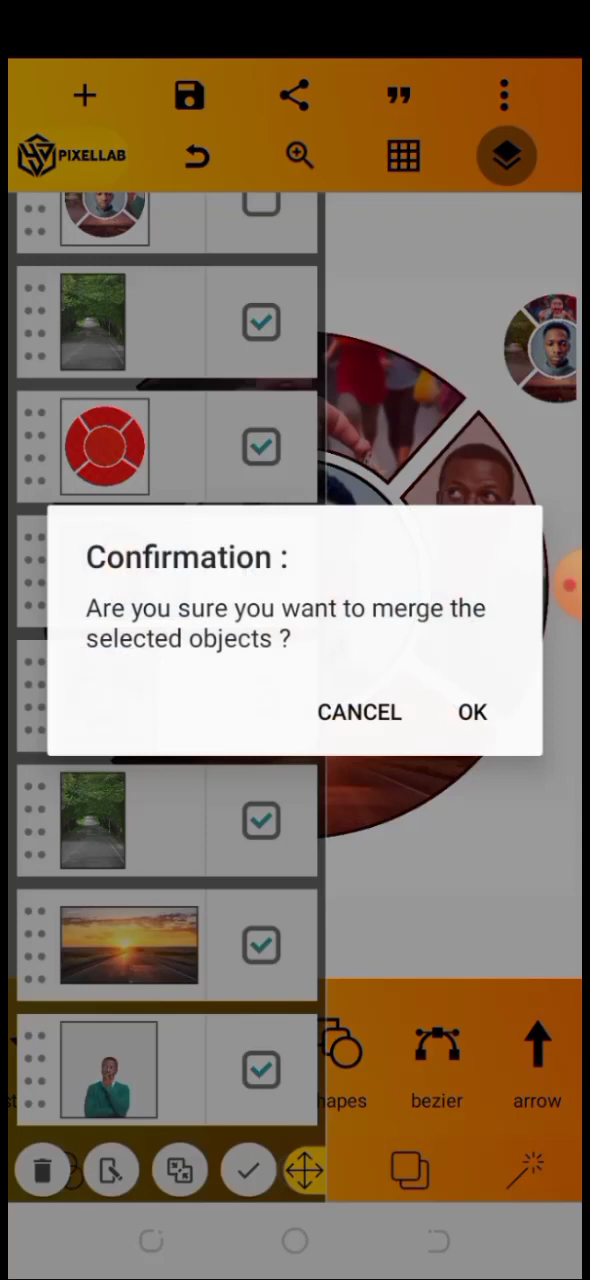 PIXELLAB
Confirmation :
Are you sure you want to merge the
selected objects ?
CANCEL OK
hapes bezier arrow